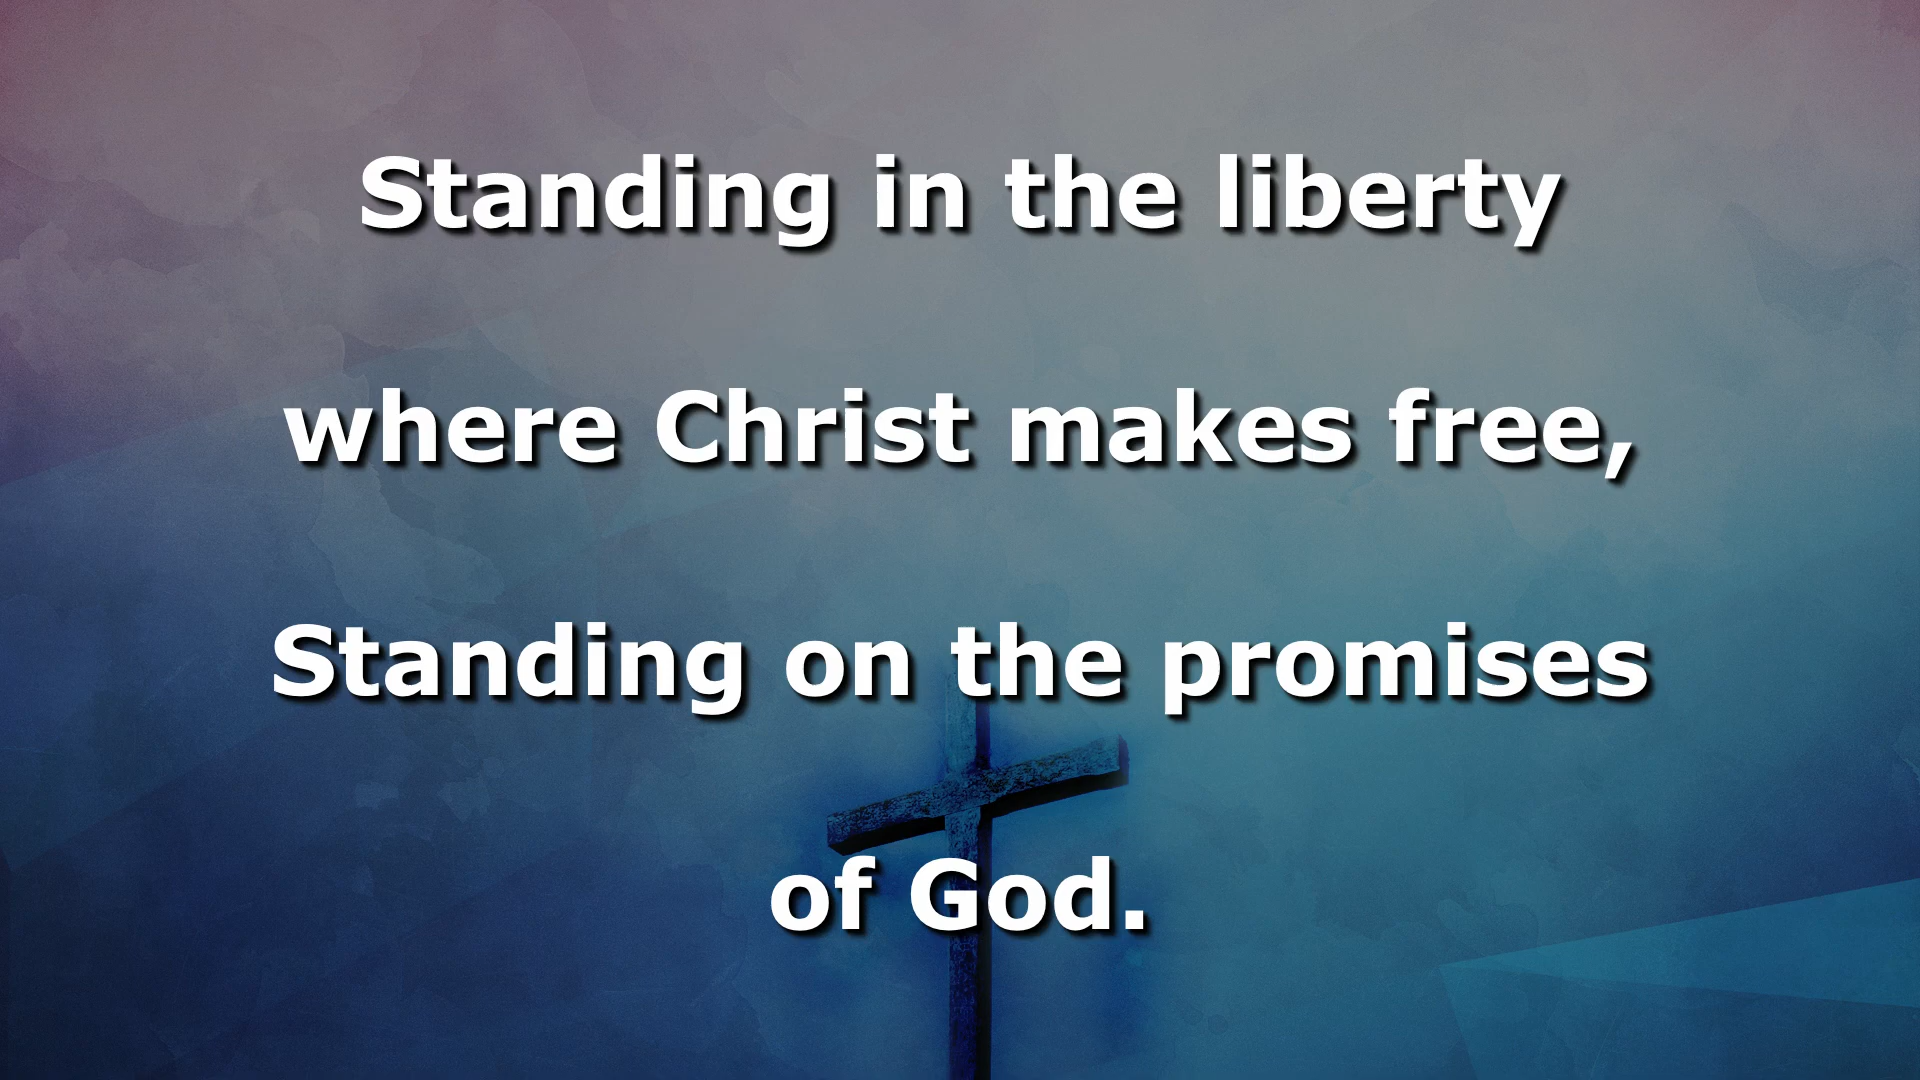 Standing in the liberty
where Christ makes free,
Standing on the promises
of God.